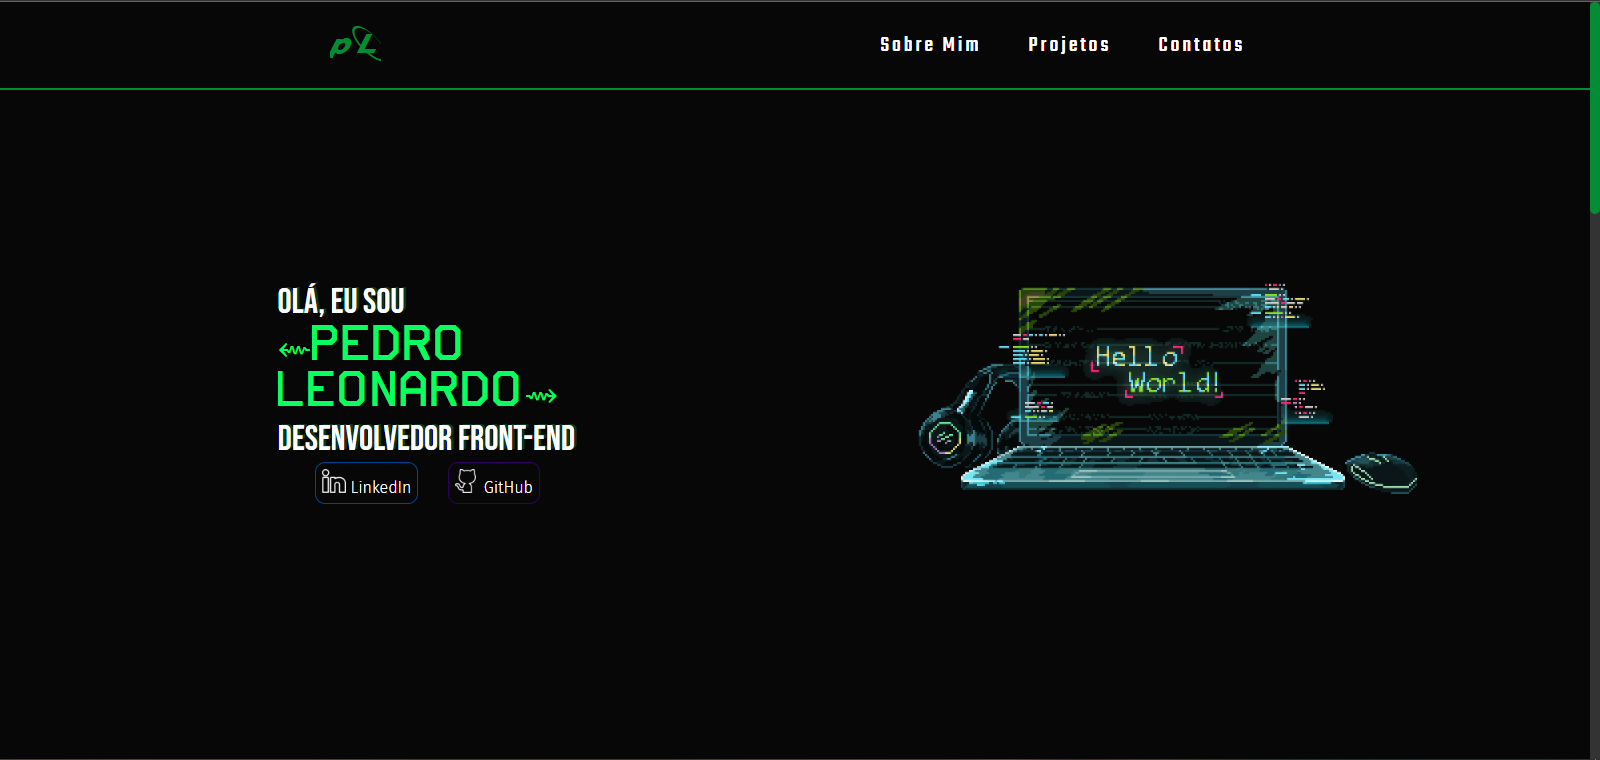 pL
Sobre Mim Projetos Contatos
OLÁ, EU SOU
⬳PEDRO
LEONARDO⟿
DESENVOLVEDOR FRONT-END
LinkedIn GitHub
Hello
World!